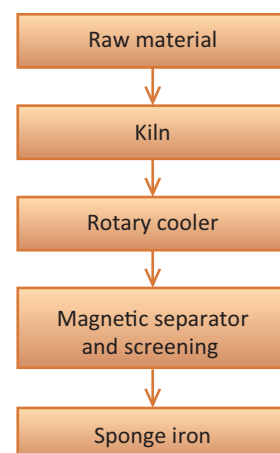 Raw material
Kiln
Rotary cooler
Magnetic separator
and screening
Sponge iron